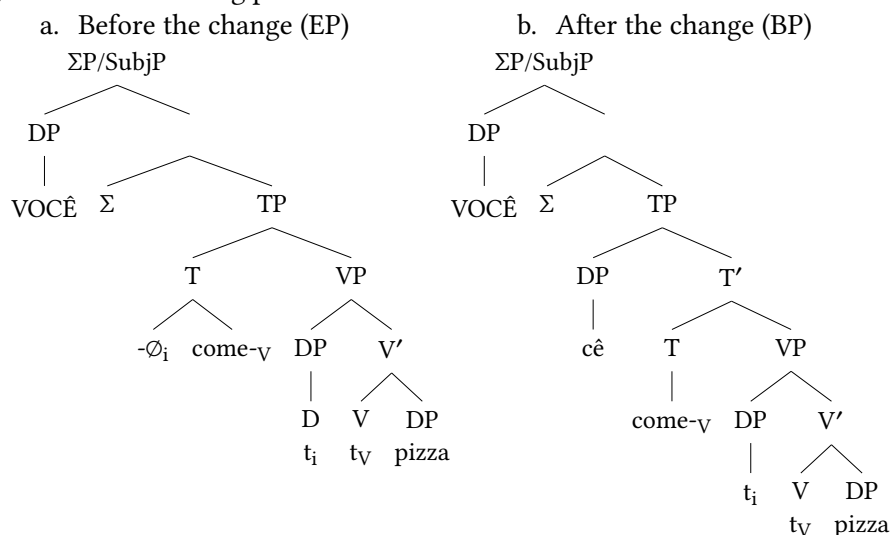 a. Before the change (EP) b. After the change (BP)
ΣP/SubjP ΣP/SubjP
DP DP
VOCÊ Σ TP VOCÊ Σ TP
T VP DP T′
-∅i come-V DP V′ cê T VP
D V DP come-V DP V′
ti tV pizza ti V DP
tV pizza